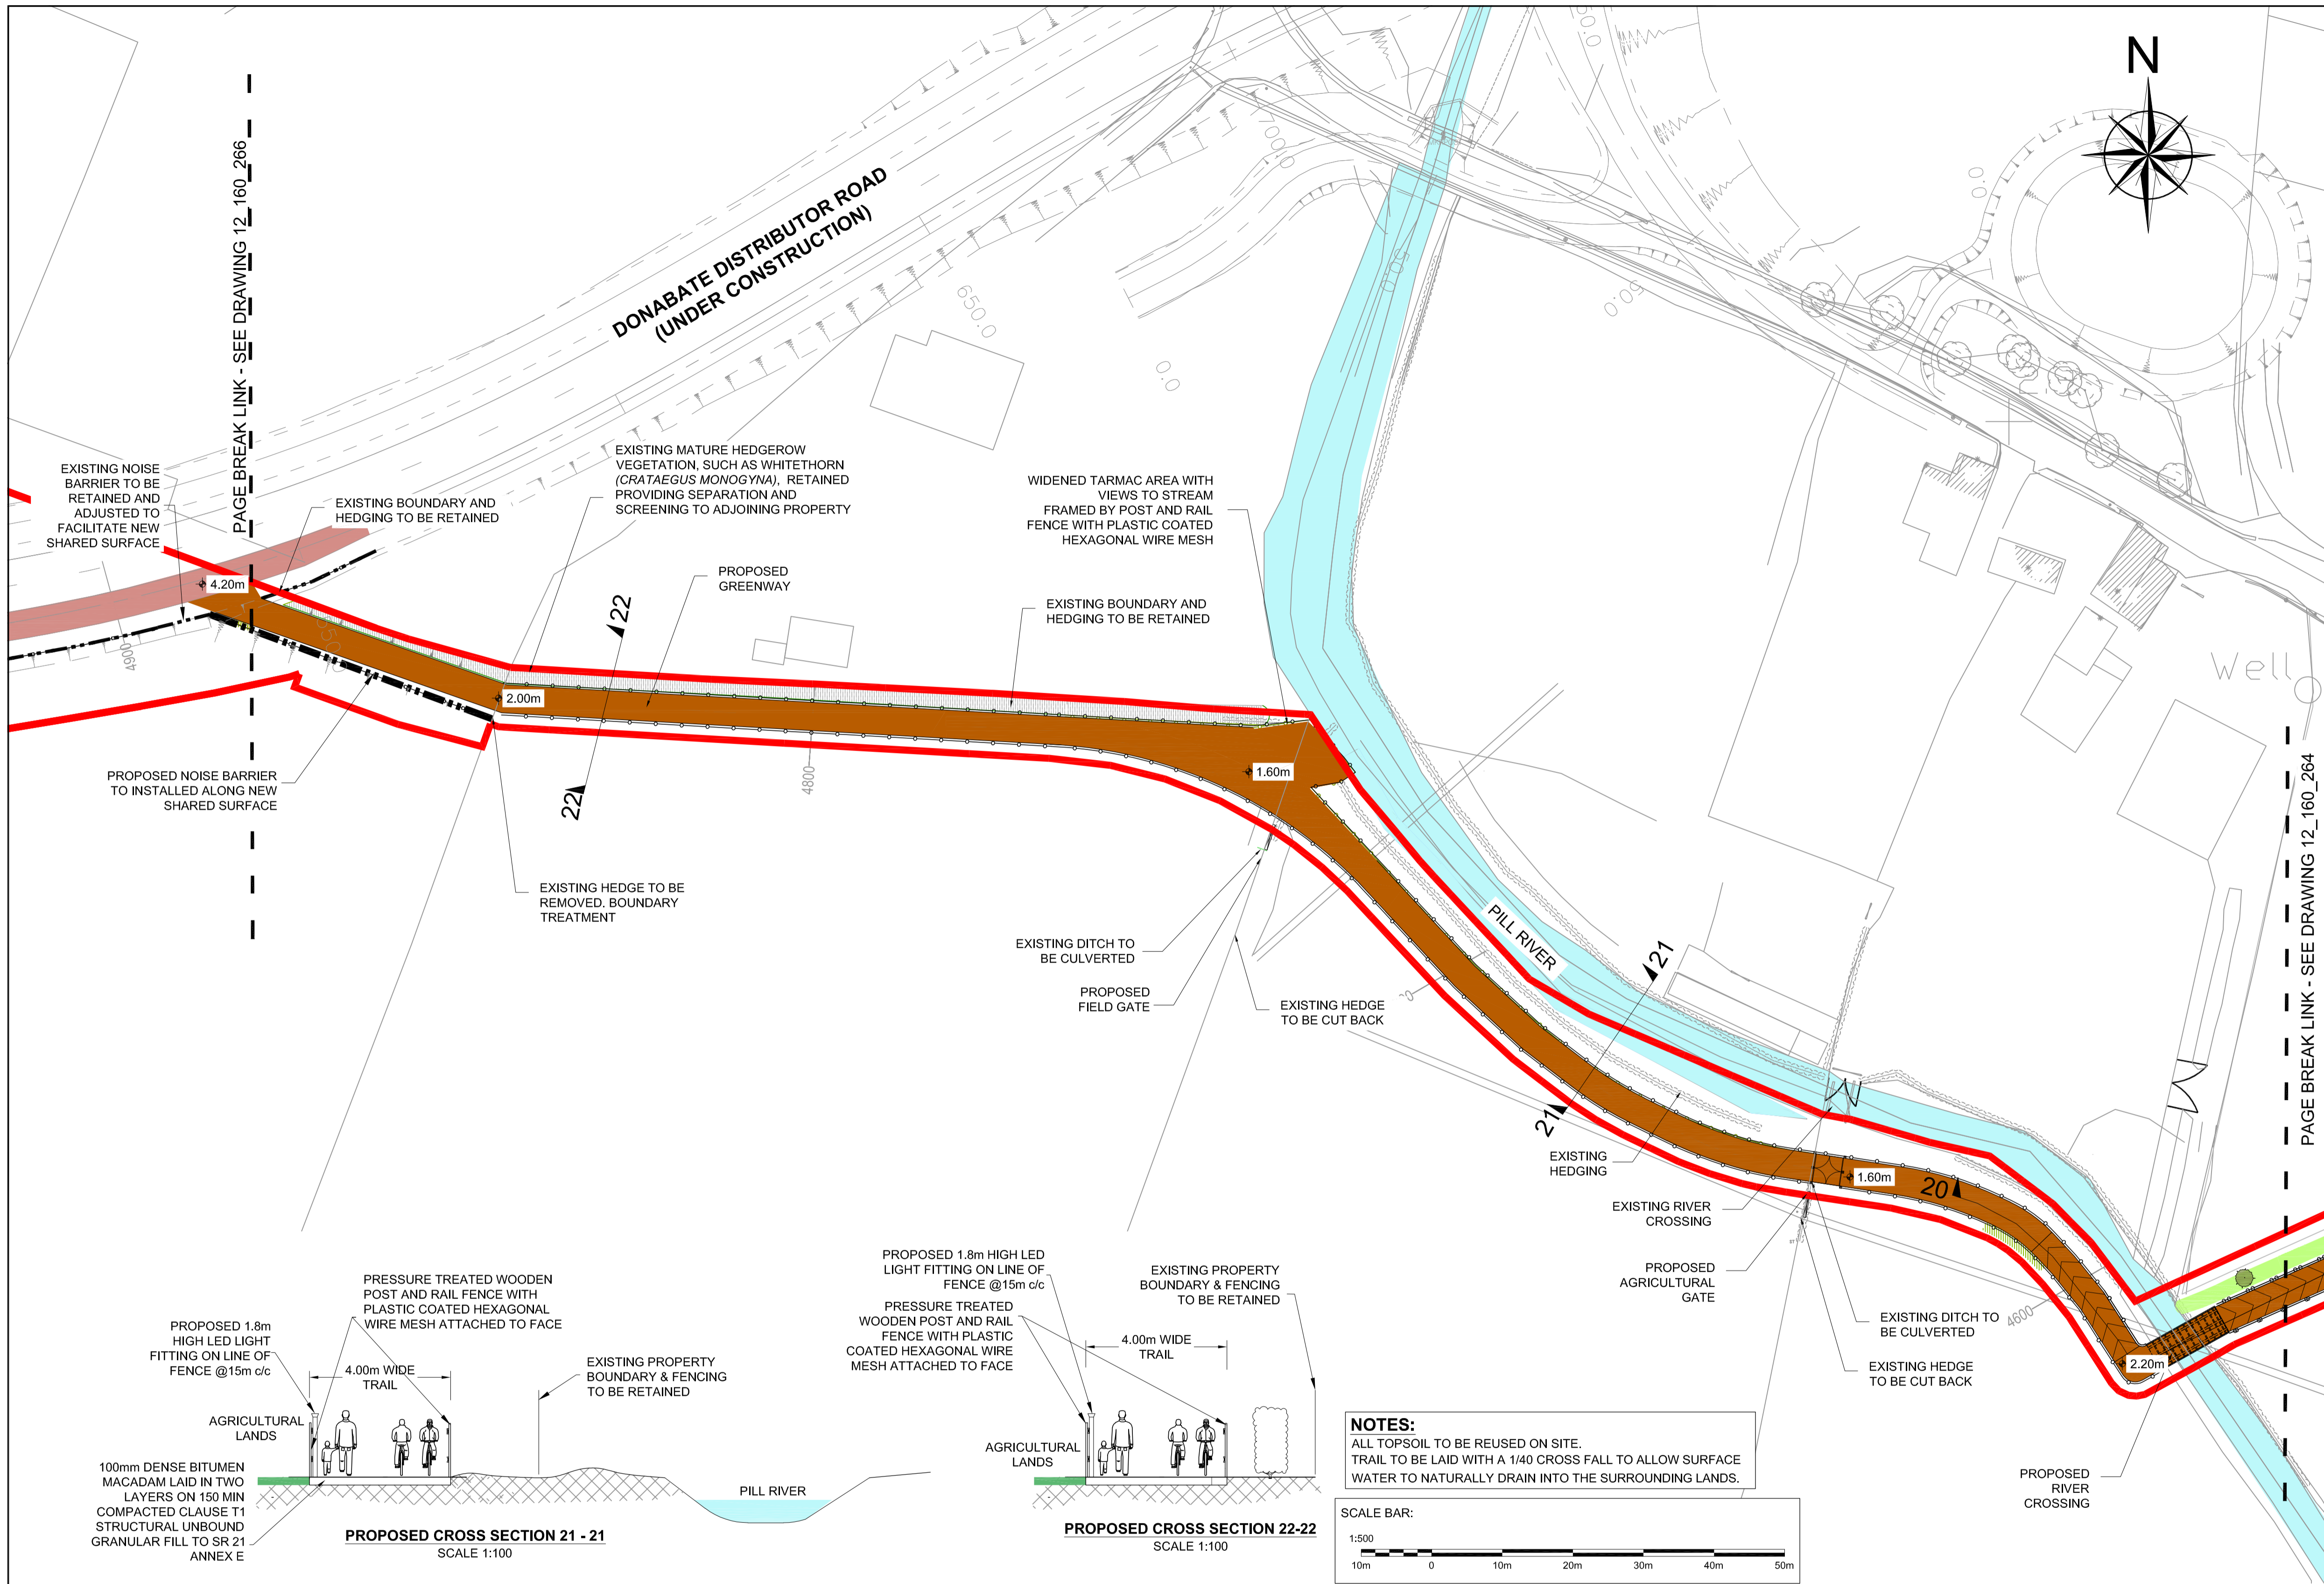 N
PAGE BREAK LINK - SEE DRAWING 12_160_266
DONABATE DISTRIBUTOR ROAD
(UNDER CONSTRUCTION)
700.0
650.0
0.0
50.0
50.0
50.0
0.0
EXISTING NOISE
BARRIER TO BE
RETAINED AND
ADJUSTED TO
FACILITATE NEW
SHARED SURFACE
EXISTING BOUNDARY AND
HEDGING TO BE RETAINED
EXISTING MATURE HEDGEROW
VEGETATION, SUCH AS WHITETHORN
(CRATAEGUS MONOGYNA), RETAINED
PROVIDING SEPARATION AND
SCREENING TO ADJOINING PROPERTY
WIDENED TARMAC AREA WITH
VIEWS TO STREAM
FRAMED BY POST AND RAIL
FENCE WITH PLASTIC COATED
HEXAGONAL WIRE MESH
PROPOSED
GREENWAY
EXISTING BOUNDARY AND
HEDGING TO BE RETAINED
4.20m
4900
22
2.00m
22
4800
1.60m
Well
PROPOSED NOISE BARRIER
TO INSTALLED ALONG NEW
SHARED SURFACE
EXISTING HEDGE TO BE
REMOVED. BOUNDARY
TREATMENT
EXISTING DITCH TO
BE CULVERTED
PROPOSED
FIELD GATE
EXISTING HEDGE
TO BE CUT BACK
PILL RIVER
21
21
PAGE BREAK LINK - SEE DRAWING 12_160_264
EXISTING
HEDGING
1.60m
20
EXISTING RIVER
CROSSING
PROPOSED
AGRICULTURAL
GATE
EXISTING DITCH TO
BE CULVERTED
EXISTING HEDGE
TO BE CUT BACK
4600
2.20m
PROPOSED
RIVER
CROSSING
PROPOSED 1.8m
HIGH LED LIGHT
FITTING ON LINE OF
FENCE @15m c/c
PRESSURE TREATED WOODEN
POST AND RAIL FENCE WITH
PLASTIC COATED HEXAGONAL
WIRE MESH ATTACHED TO FACE
4.00m WIDE
TRAIL
EXISTING PROPERTY
BOUNDARY & FENCING
TO BE RETAINED
AGRICULTURAL
LANDS
100mm DENSE BITUMEN
MACADAM LAID IN TWO
LAYERS ON 150 MIN
COMPACTED CLAUSE T1
STRUCTURAL UNBOUND
GRANULAR FILL TO SR 21
ANNEX E
PILL RIVER
PROPOSED CROSS SECTION 21 - 21
SCALE 1:100
PROPOSED 1.8m HIGH LED
LIGHT FITTING ON LINE OF
FENCE @15m c/c
PRESSURE TREATED
WOODEN POST AND RAIL
FENCE WITH PLASTIC
COATED HEXAGONAL WIRE
MESH ATTACHED TO FACE
EXISTING PROPERTY
BOUNDARY & FENCING
TO BE RETAINED
4.00m WIDE
TRAIL
AGRICULTURAL
LANDS
PROPOSED CROSS SECTION 22-22
SCALE 1:100
NOTES:
ALL TOPSOIL TO BE REUSED ON SITE.
TRAIL TO BE LAID WITH A 1/40 CROSS FALL TO ALLOW SURFACE
WATER TO NATURALLY DRAIN INTO THE SURROUNDING LANDS.
SCALE BAR:
1:500
10m 0 10m 20m 30m 40m 50m